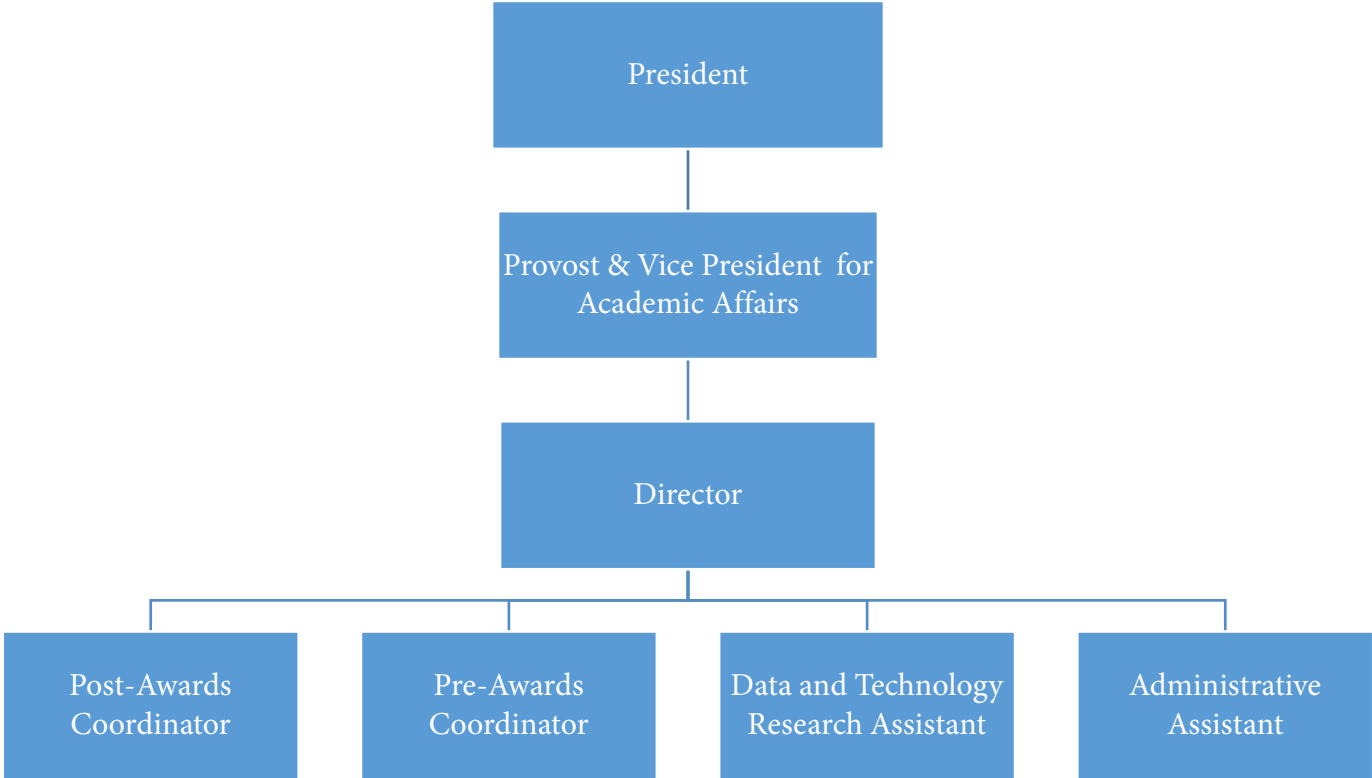 President
Provost & Vice President  for
Academic Affairs
Director
Post-Awards
Coordinator
Pre-Awards
Coordinator
Data and Technology
Research Assistant
Administrative
Assistant